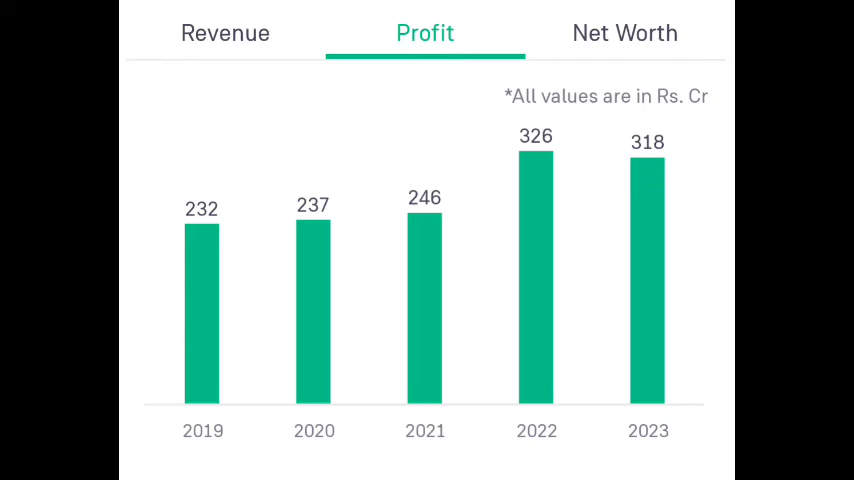 Revenue Profit Net Worth
*All values are in Rs. Cr
326
318
246
237
232
2019 2020 2021 2022 2023